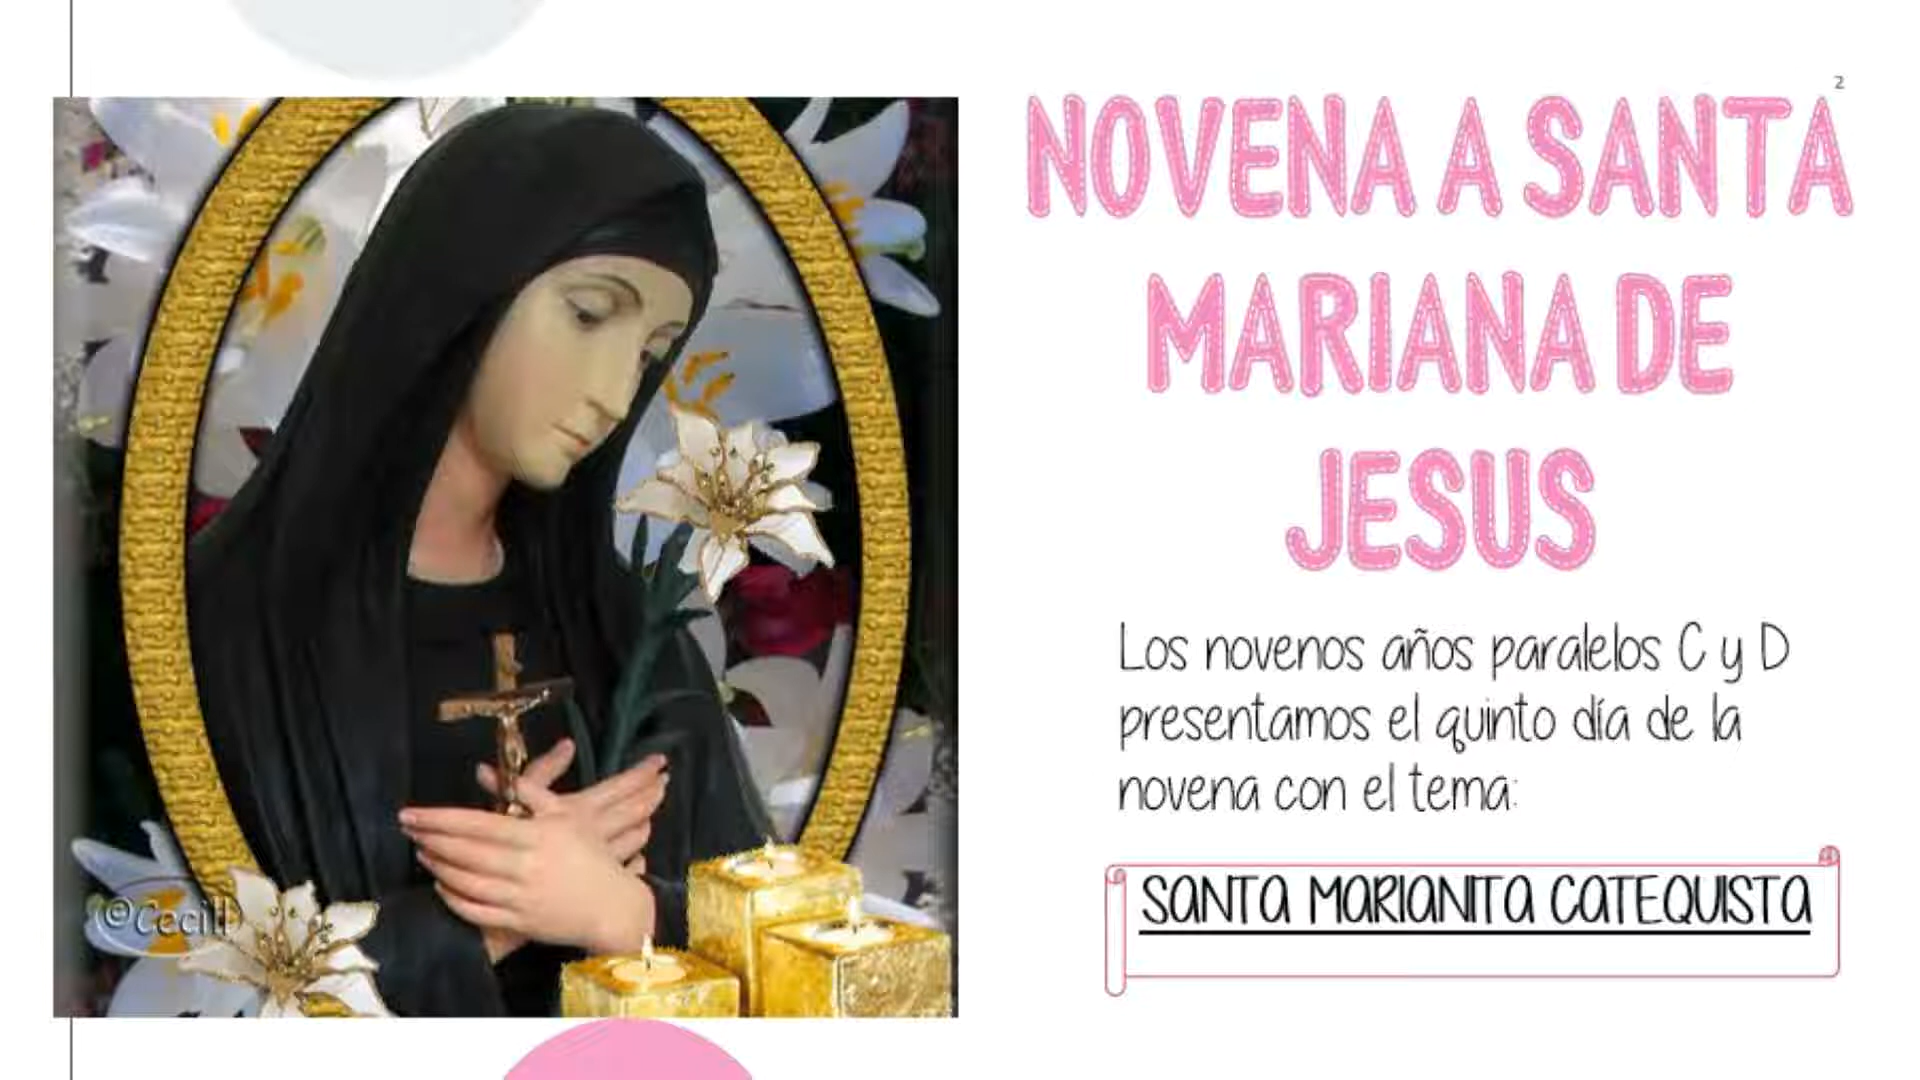 2
NOVENA A SANTA
MARIANA DE
JESUS
Los novenos años paralelos C y D
presentamos el quinto día de la
novena con el tema:
SANTA MARIANITA CATEQUISTA
©Cecill